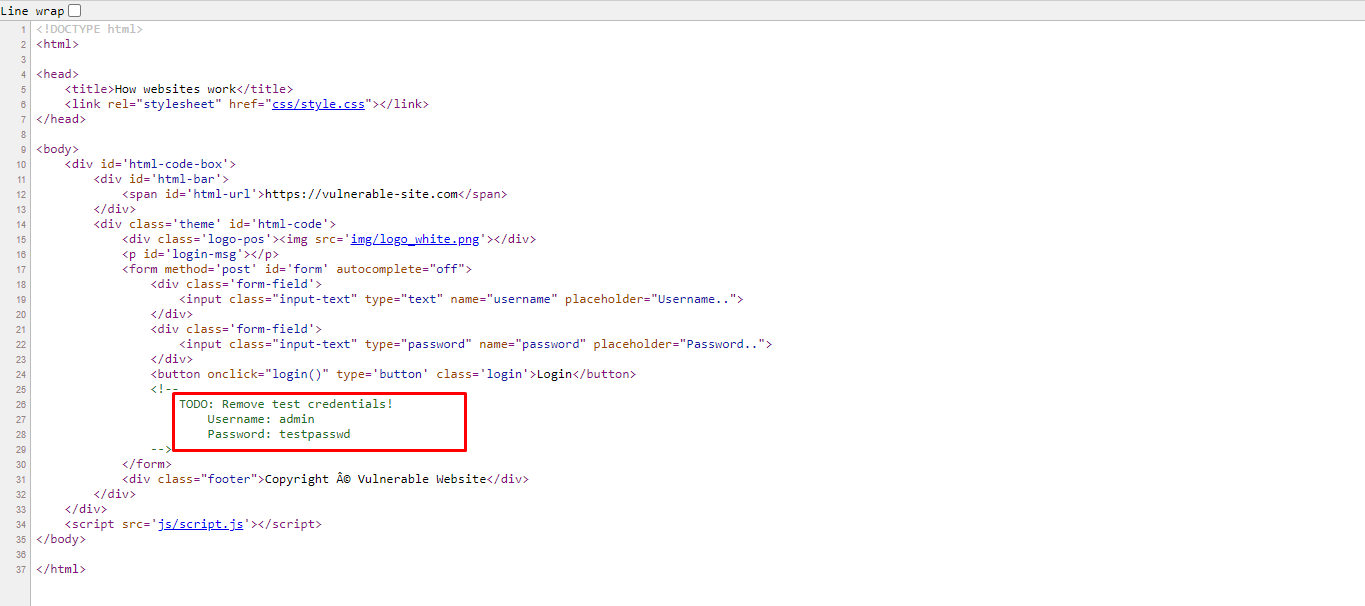 Line wrap
1 <!DOCTYPE html>
2 <html>
3
4 <head>
5     <title>How websites work</title>
6     <link rel="stylesheet" href="css/style.css"></link>
7 </head>
8
9 <body>
10     <div id='html-code-box'>
11         <div id='html-bar'>
12             <span id='html-url'>https://vulnerable-site.com</span>
13         </div>
14         <div class='theme' id='html-code'>
15             <div class='logo-pos'><img src='img/logo_white.png'></div>
16             <p id='login-msg'></p>
17             <form method='post' id='form' autocomplete="off">
18                 <div class='form-field'>
19                     <input class="input-text" type="text" name="username" placeholder="Username..">
20                 </div>
21                 <div class='form-field'>
22                     <input class="input-text" type="password" name="password" placeholder="Password..">
23                 </div>
24                 <button onclick="login()" type='button' class='login'>Login</button>
25                 <!--
26                     TODO: Remove test credentials!
27                         Username: admin
28                         Password: testpasswd
29                 -->
30             </form>
31             <div class="footer">Copyright Â© Vulnerable Website</div>
32         </div>
33     </div>
34     <script src='js/script.js'></script>
35 </body>
36
37 </html>